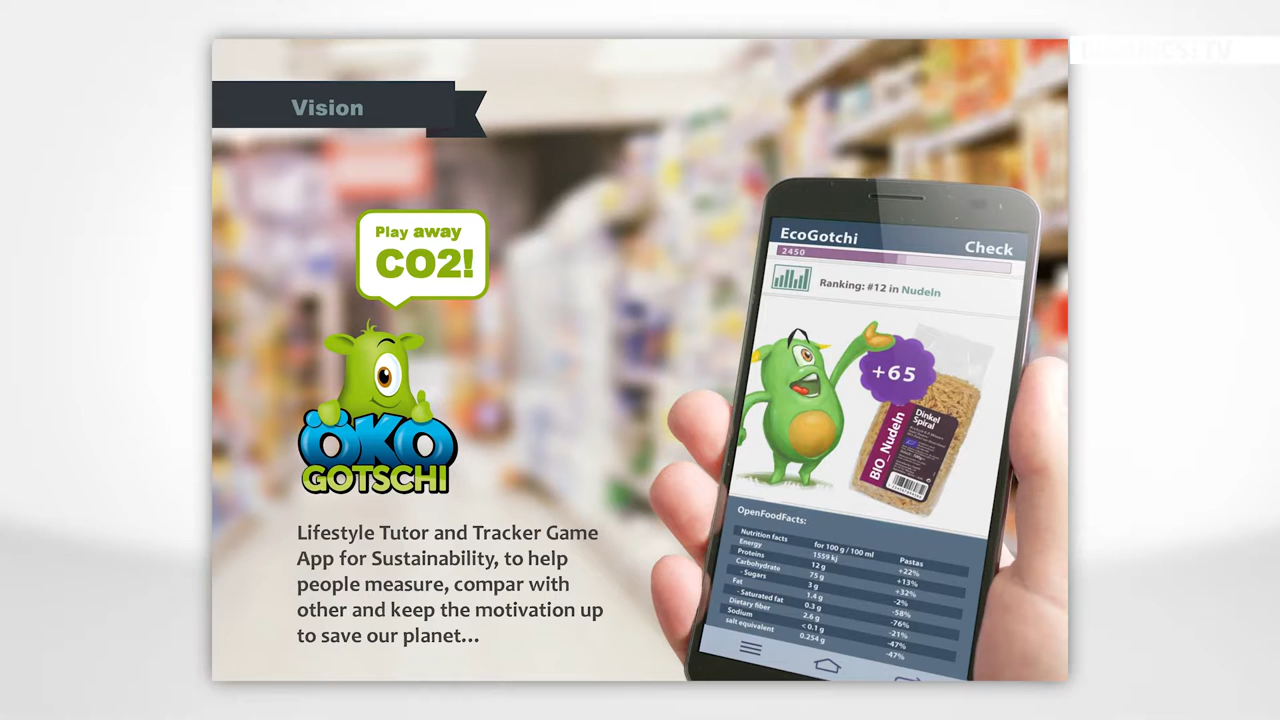 Vision
Play away
CO2!
ÖKO
GOTSCHI
Lifestyle Tutor and Tracker Game
App for Sustainability, to help
people measure, compar with
other and keep the motivation up
to save our planet...
EcoGotchi Check
2450
Ranking: #12 in Nudeln
+65
BIO_Nudeln
Dinkel
Spiral
OpenFoodFacts:
Nutrition facts for 100 g / 100 ml Pastas
Energy 1559 kj +22%
Proteins 12 g +13%
Carbohydrate 75 g +32%
- Sugars 3 g -2%
Fat 1.4 g -58%
- Saturated fat 0.3 g -76%
Dietary fiber 2.6 g -21%
Sodium < 0.1 g -47%
salt equivalent 0.254 g -47%